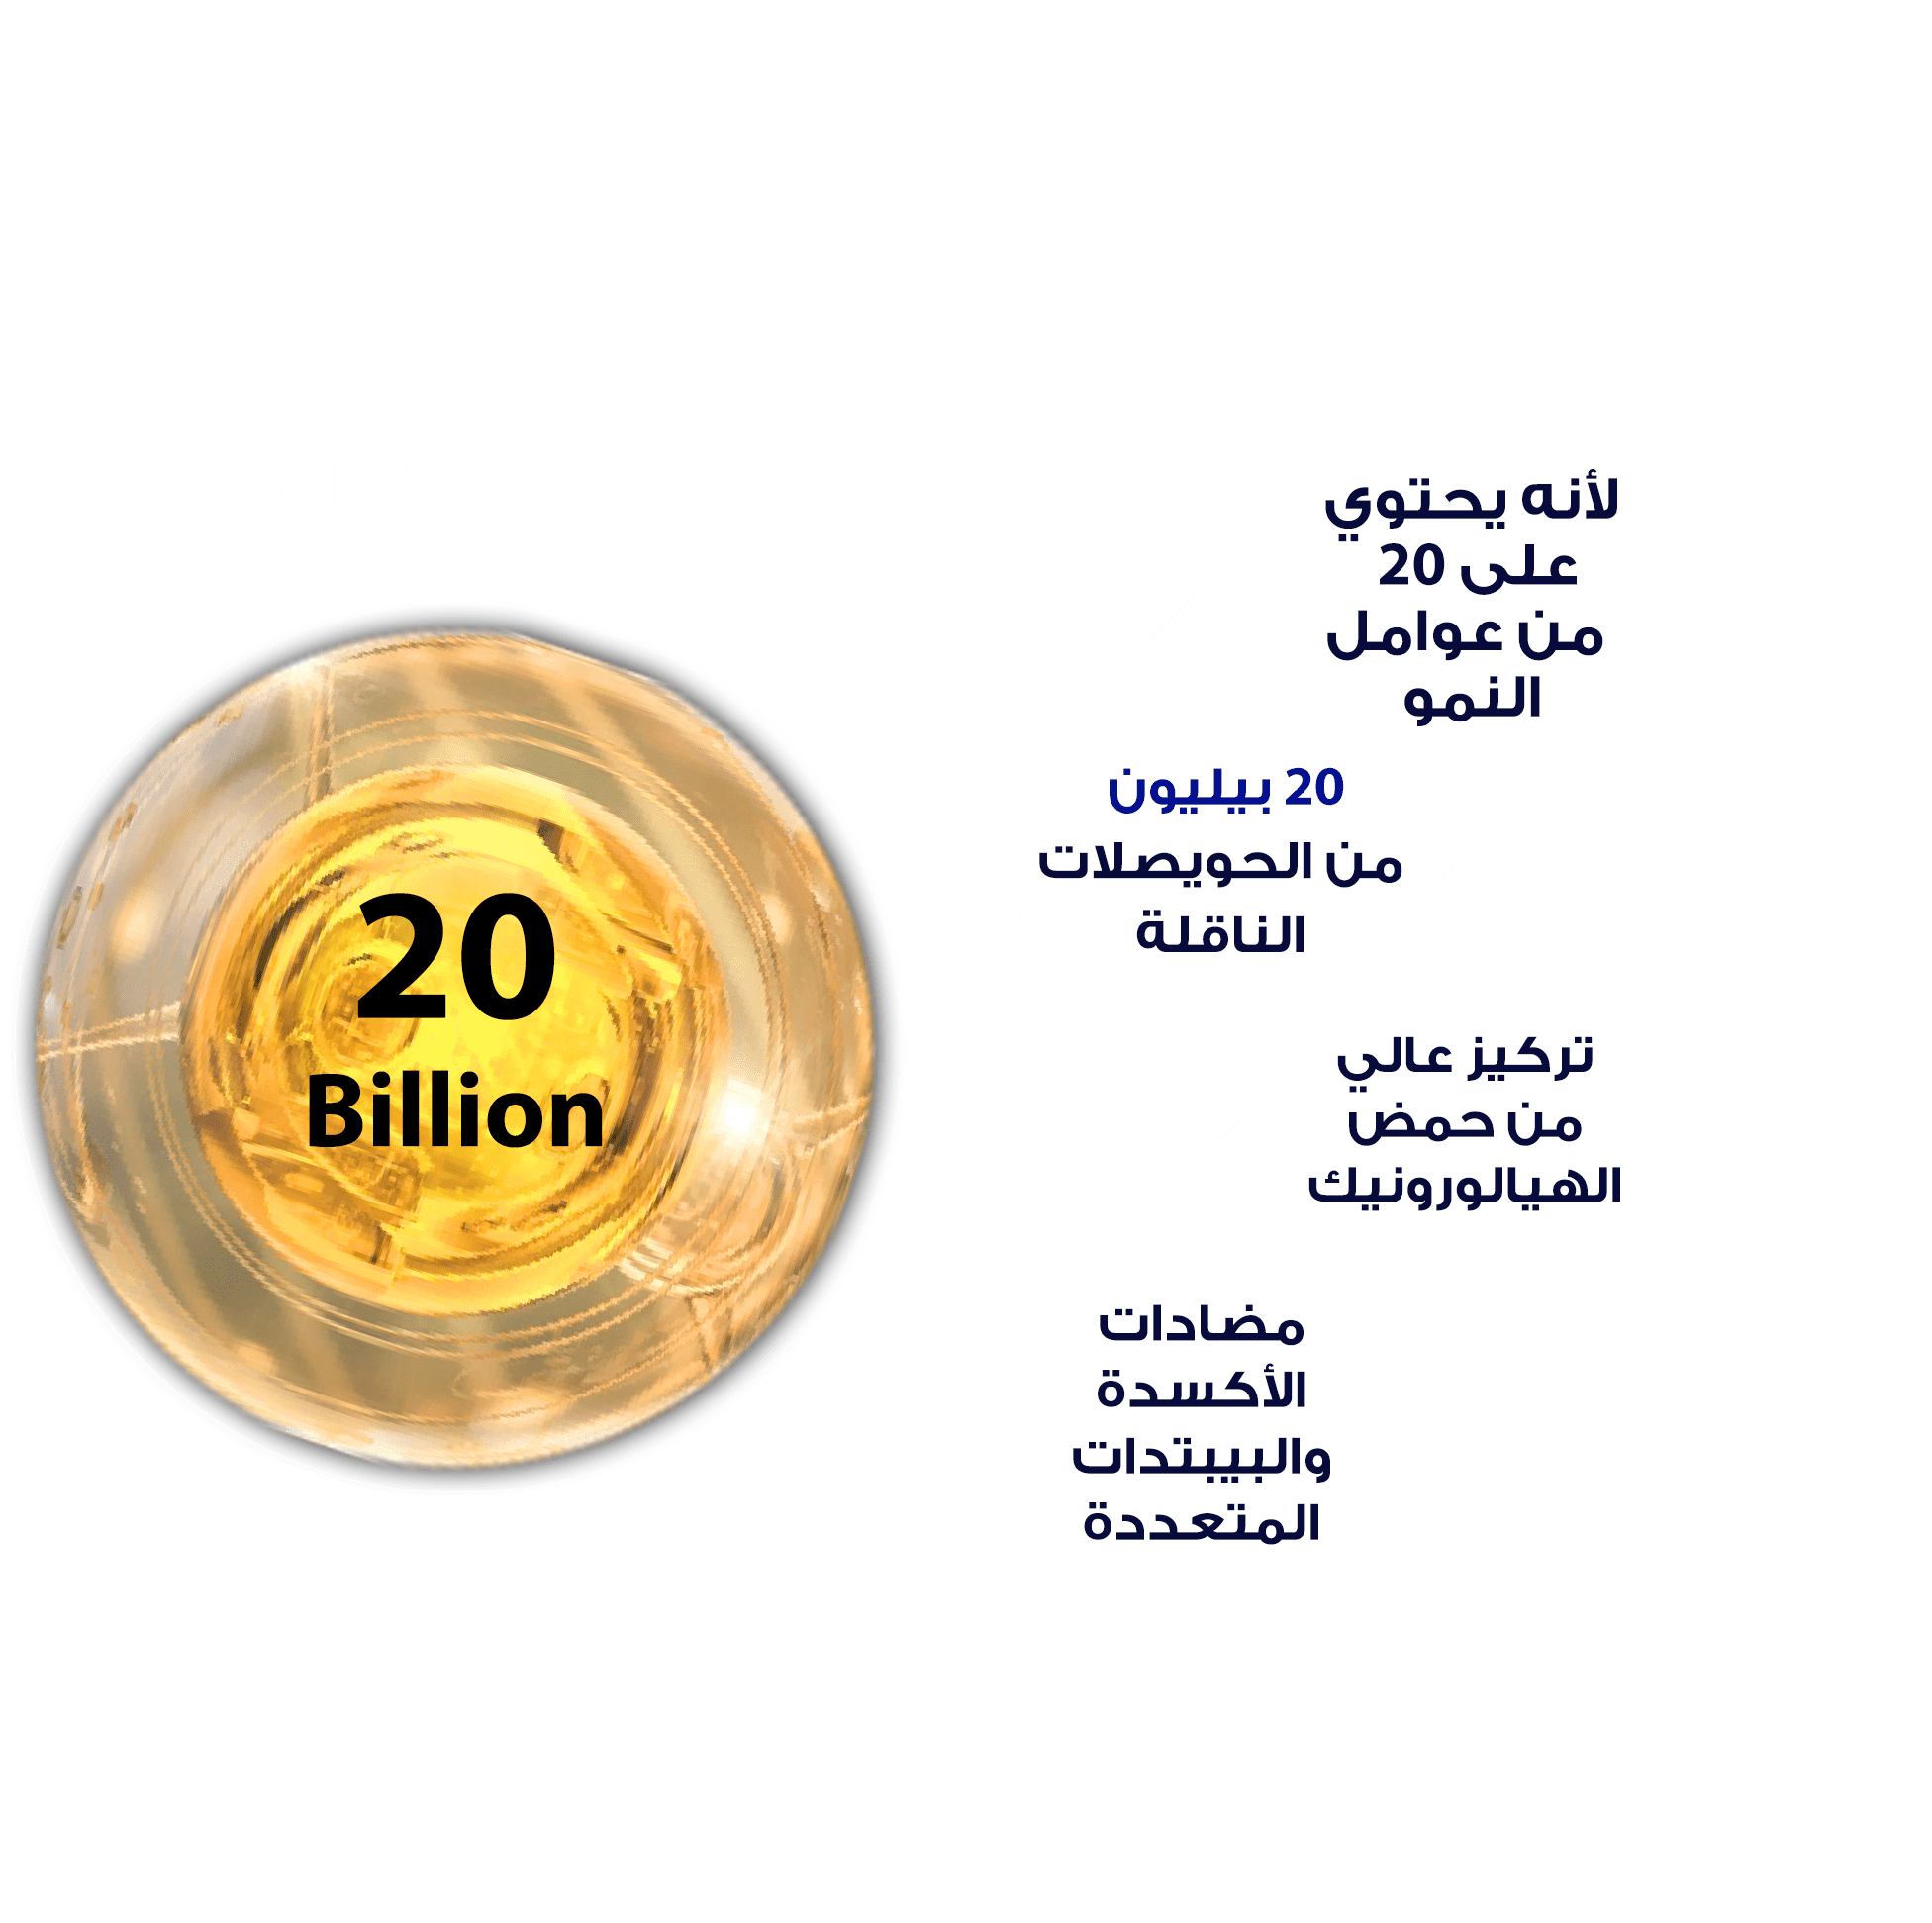 لأنه يحتوي
على 20
من عوامل
النمو
20 بيليون
من الحويصلات
الناقلة
20
Billion
تركيز عالي
من حمض
الهيالورونيك
مضادات
الأكسدة
والبيبتدات
المتعددة